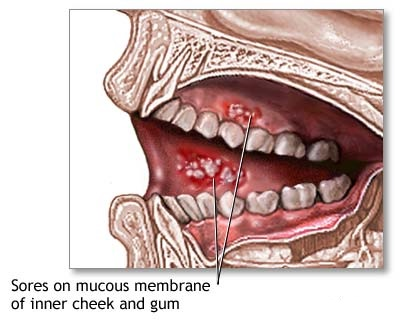 Sores on mucous membrane
of inner cheek and gum